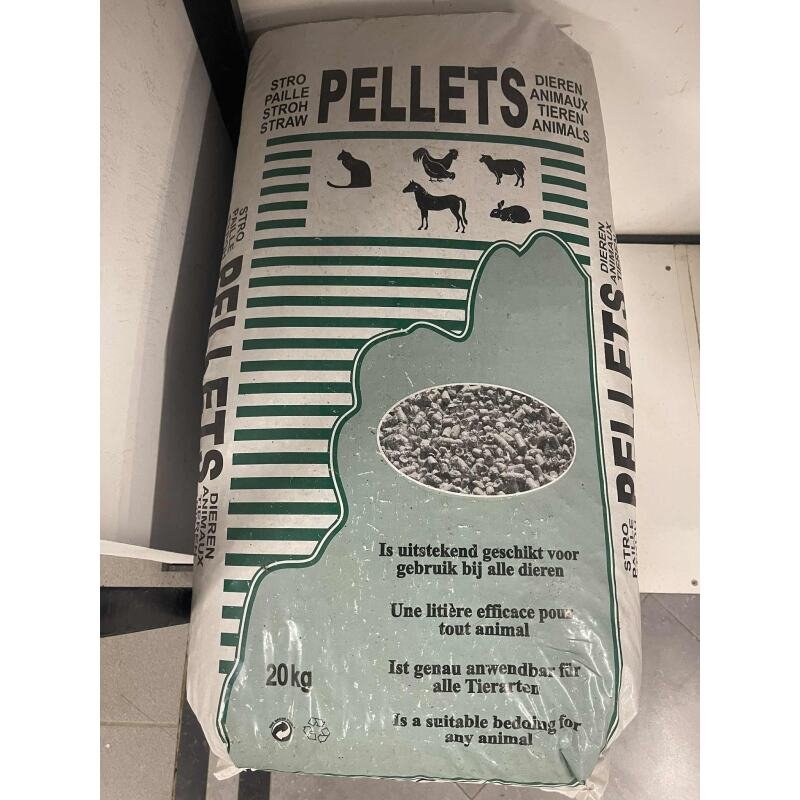 STRO
PAILLE
STROH
STRAW
PELLETS
DIEREN
ANIMAUX
TIEREN
ANIMALS
STRO
PAILLE
PELLETS
DIEREN
ANIMAUX
DIEREN
ANIMAUX
TIEREN
PELLETS
STRO
Is uitstekend geschikt voor
gebruik bij alle dieren
Une litière efficace pour
tout animal
Ist genau anwendbar für
alle Tierarten
Is a suitable bedding for
any animal
20 kg